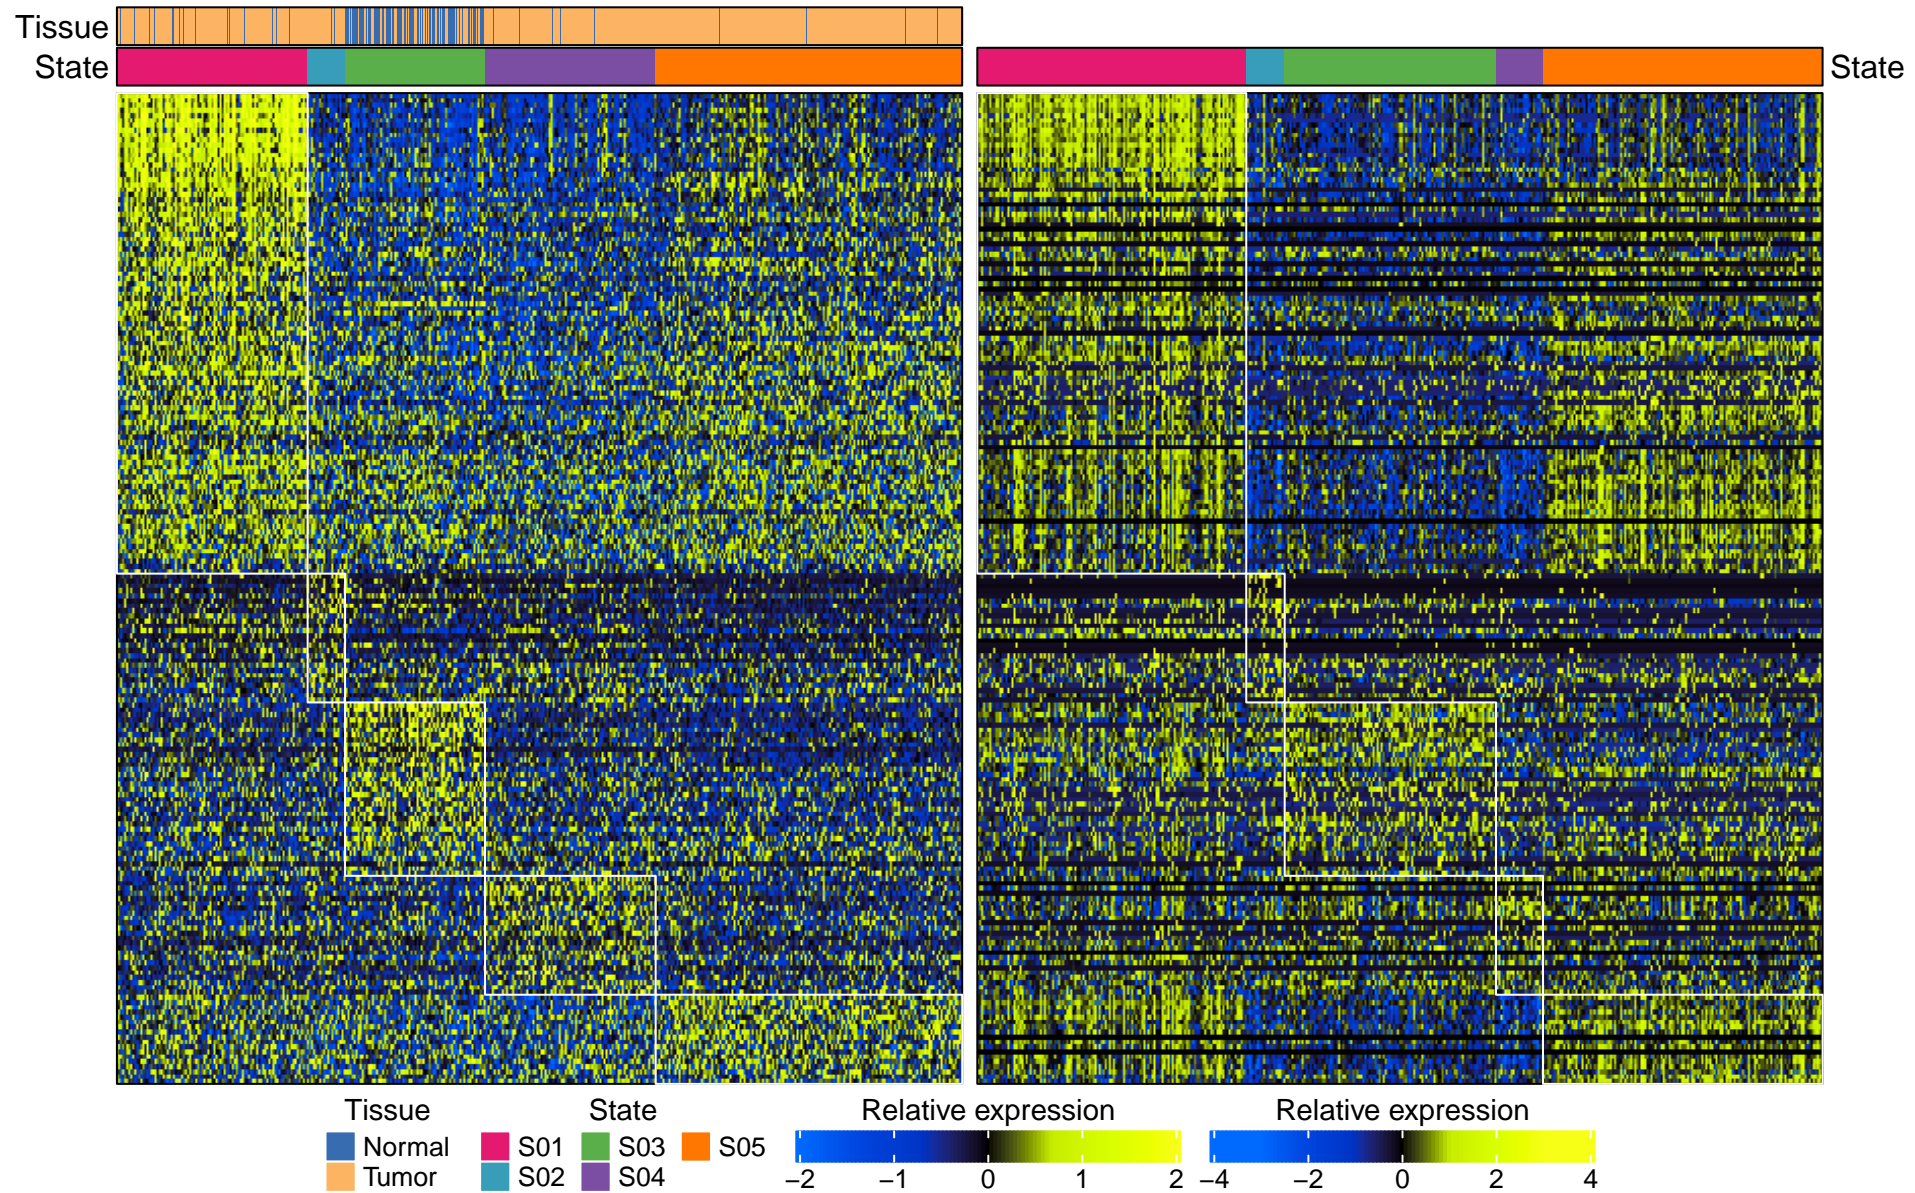 Tissue
State
State
Tissue State Relative expression Relative expression
Normal S01 S03 S05
Tumor S02 S04
−2 −1 0 1 2 −4 −2 0 2 4